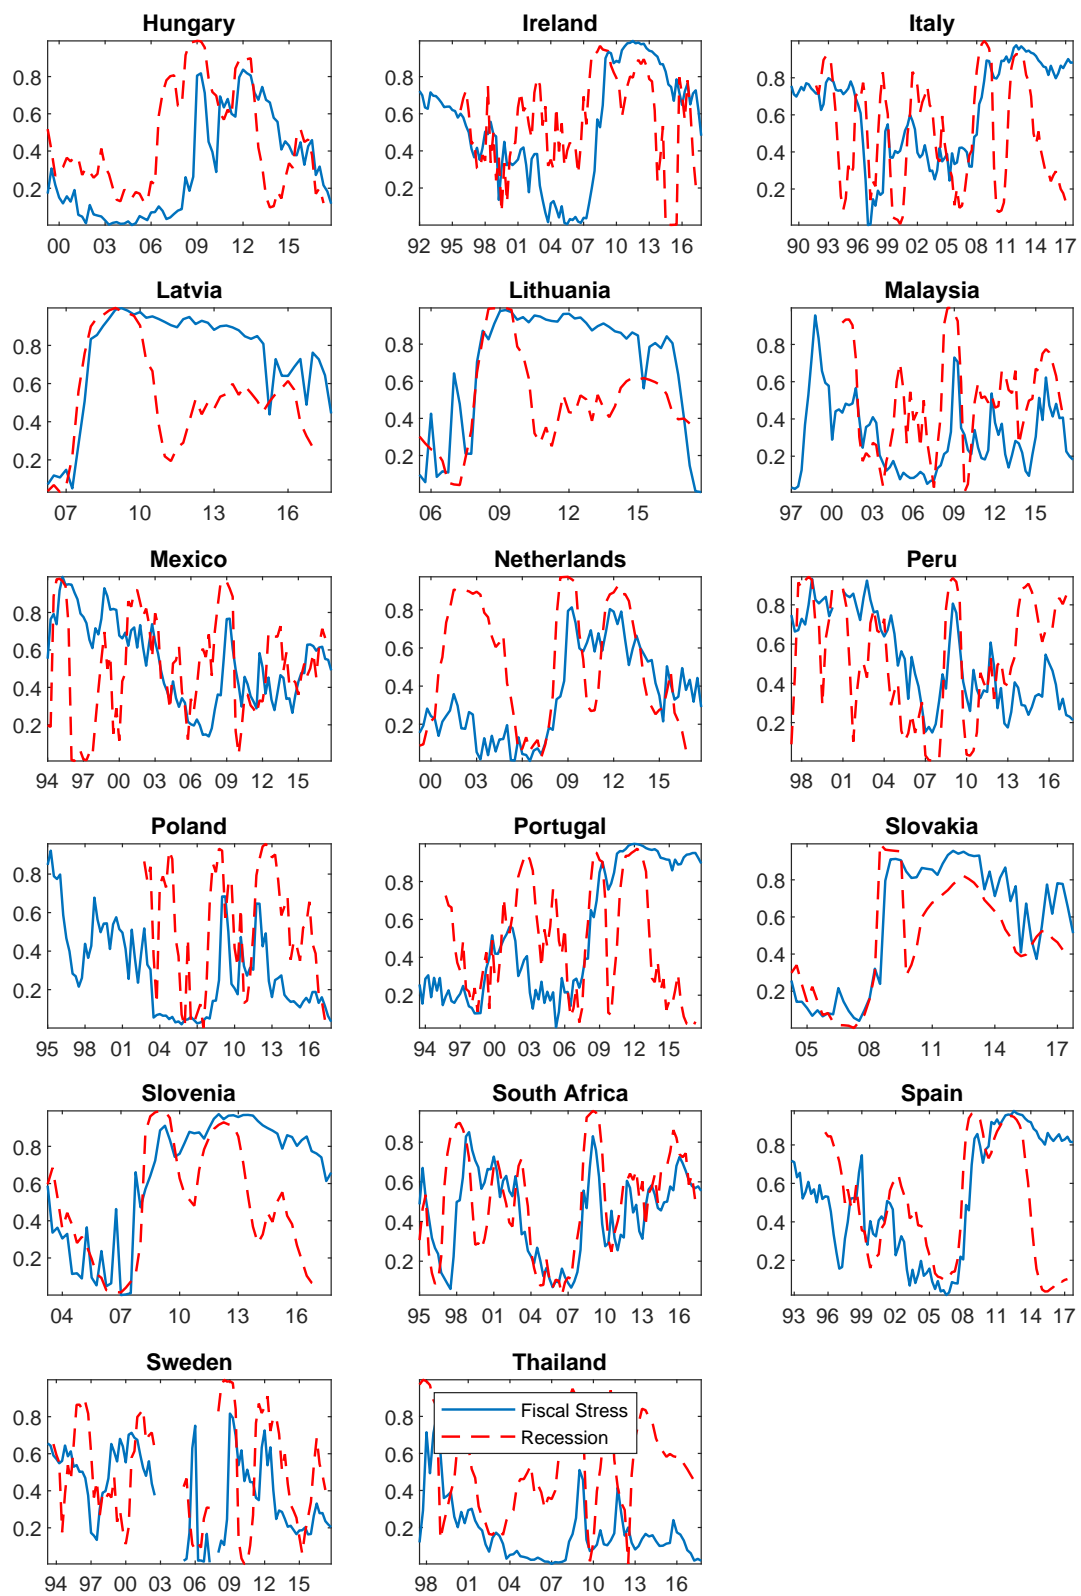 Hungary
Ireland
Italy
0.8
0.6
0.4
0.2
00 03 06 09 12 15
0.8
0.6
0.4
0.2
92 95 98 01 04 07 10 13 16
0.8
0.6
0.4
0.2
90 93 96 99 02 05 08 11 14 17
Latvia
Lithuania
Malaysia
0.8
0.6
0.4
0.2
07 10 13 16
0.8
0.6
0.4
0.2
06 09 12 15
0.8
0.6
0.4
0.2
97 00 03 06 09 12 15
Mexico
Netherlands
Peru
0.8
0.6
0.4
0.2
94 97 00 03 06 09 12 15
0.8
0.6
0.4
0.2
00 03 06 09 12 15
0.8
0.6
0.4
0.2
98 01 04 07 10 13 16
Poland
Portugal
Slovakia
0.8
0.6
0.4
0.2
95 98 01 04 07 10 13 16
0.8
0.6
0.4
0.2
94 97 00 03 06 09 12 15
0.8
0.6
0.4
0.2
05 08 11 14 17
Slovenia
South Africa
Spain
0.8
0.6
0.4
0.2
04 07 10 13 16
0.8
0.6
0.4
0.2
95 98 01 04 07 10 13 16
0.8
0.6
0.4
0.2
93 96 99 02 05 08 11 14 17
Sweden
Thailand
0.8
0.6
0.4
0.2
94 97 00 03 06 09 12 15
0.8
0.6
0.4
0.2
98 01 04 07 10 13 16
Fiscal Stress
Recession